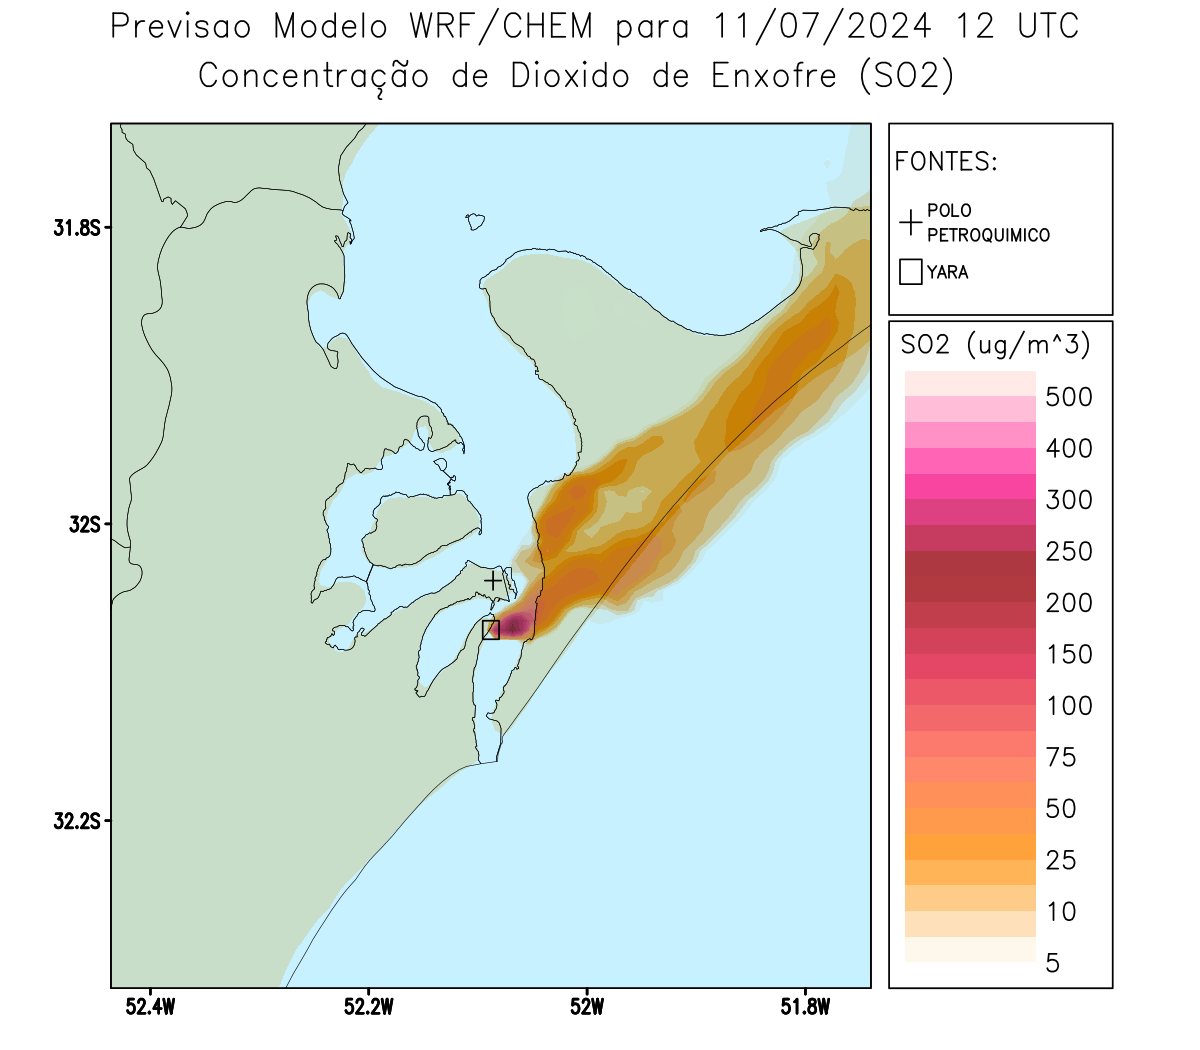 Previsao Modelo WRF/CHEM para 11/07/2024 12 UTC
Concentração de Dioxido de Enxofre (SO2)
FONTES:
POLO
PETROQUIMICO
YARA
SO2 (ug/m^3)
500
400
300
250
200
150
100
75
50
25
10
5
31.8S
32S
32.2S
52.4W
52.2W
52W
51.8W